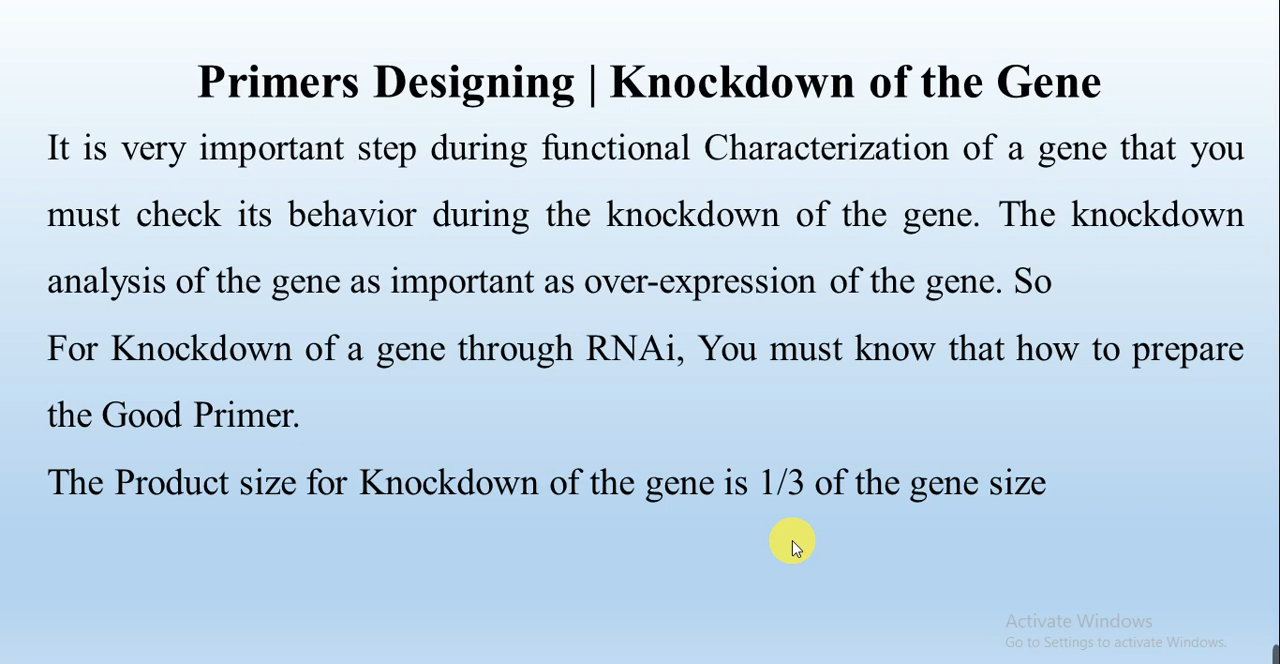 Primers Designing | Knockdown of the Gene
It is very important step during functional Characterization of a gene that you
must check its behavior during the knockdown of the gene. The knockdown
analysis of the gene as important as over-expression of the gene. So
For Knockdown of a gene through RNAi, You must know that how to prepare
the Good Primer.
The Product size for Knockdown of the gene is 1/3 of the gene size
Activate Windows
Go to Settings to activate Windows.